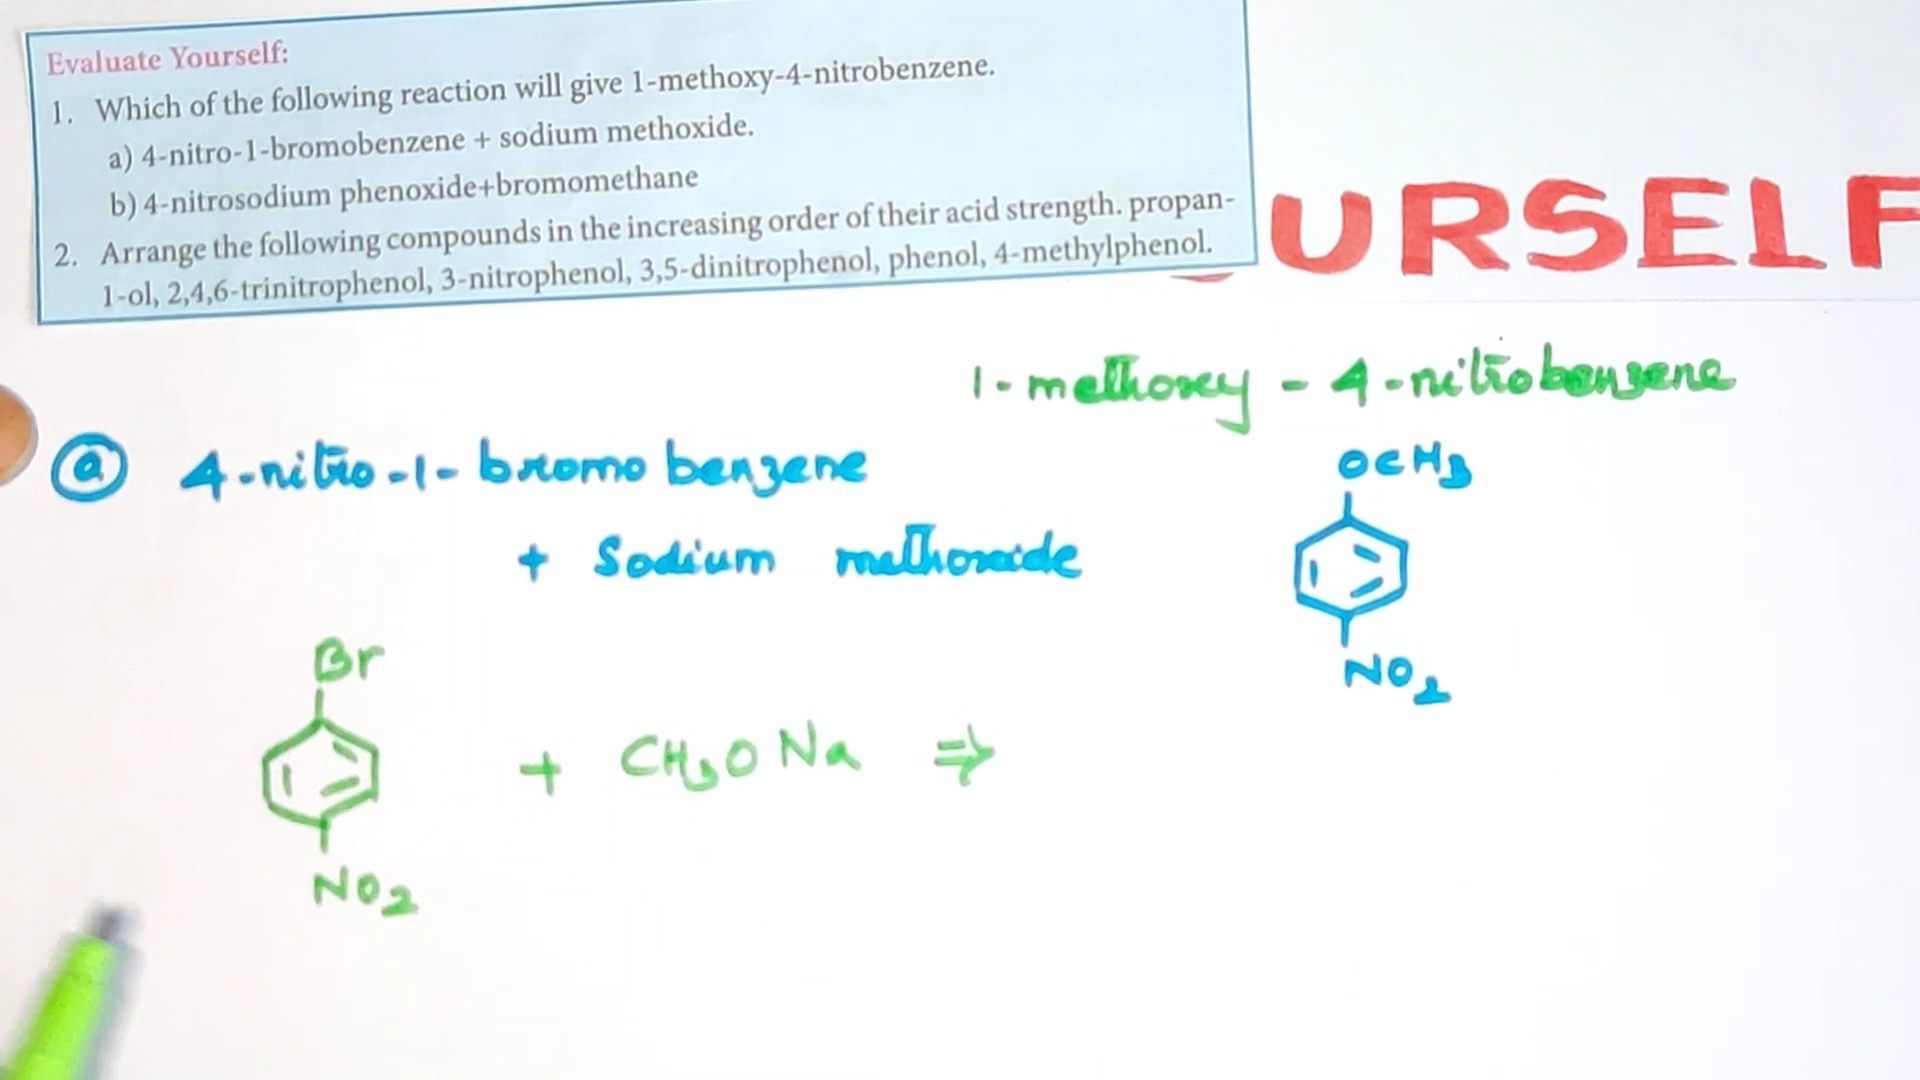 Evaluate Yourself:
1. Which of the following reaction will give 1-methoxy-4-nitrobenzene.
a) 4-nitro-1-bromobenzene + sodium methoxide.
b) 4-nitrosodium phenoxide+bromomethane
2. Arrange the following compounds in the increasing order of their acid strength. propan-
1-ol, 2,4,6-trinitrophenol, 3-nitrophenol, 3,5-dinitrophenol, phenol, 4-methylphenol.
URSELF
1-methoxy - 4-nitrobenzene
a 4-nitro-1-bromo benzene
+ Sodium methoxide
OCH3
NO2
Br
+ CH3O Na ⇒
NO2